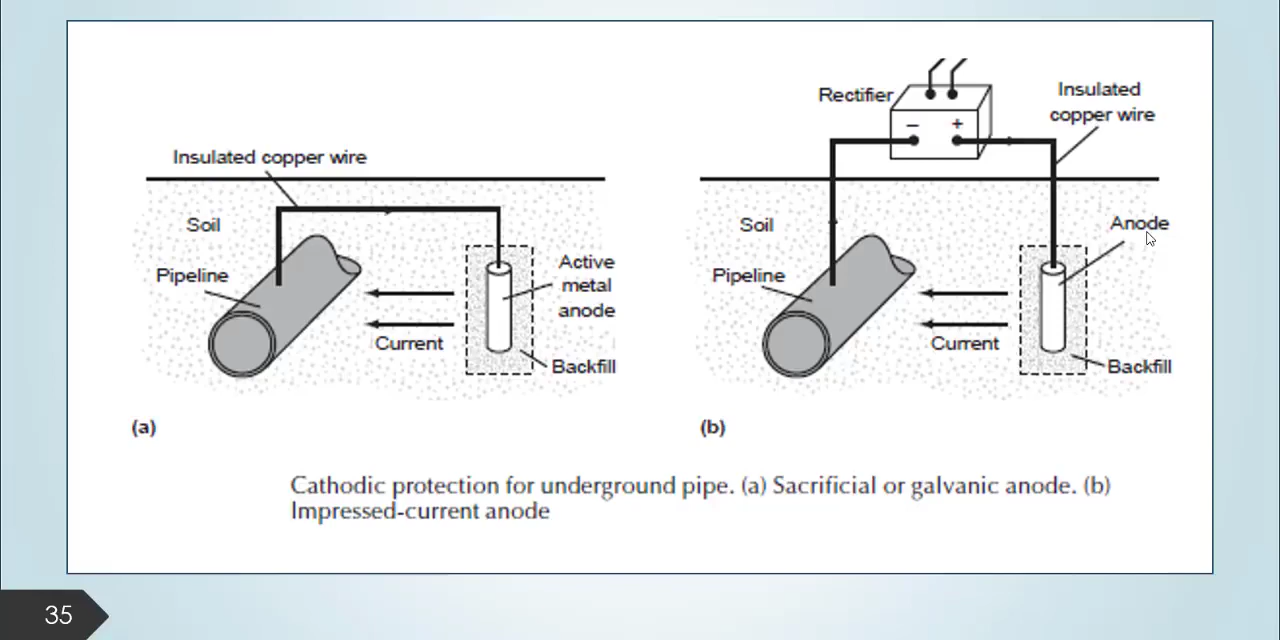 Insulated copper wire
Soil
Pipeline
Current
Active
metal
anode
Backfill
(a)
Rectifier
– +
Insulated
copper wire
Soil
Pipeline
Current
Anode
Backfill
(b)
Cathodic protection for underground pipe. (a) Sacrificial or galvanic anode. (b)
Impressed-current anode
35